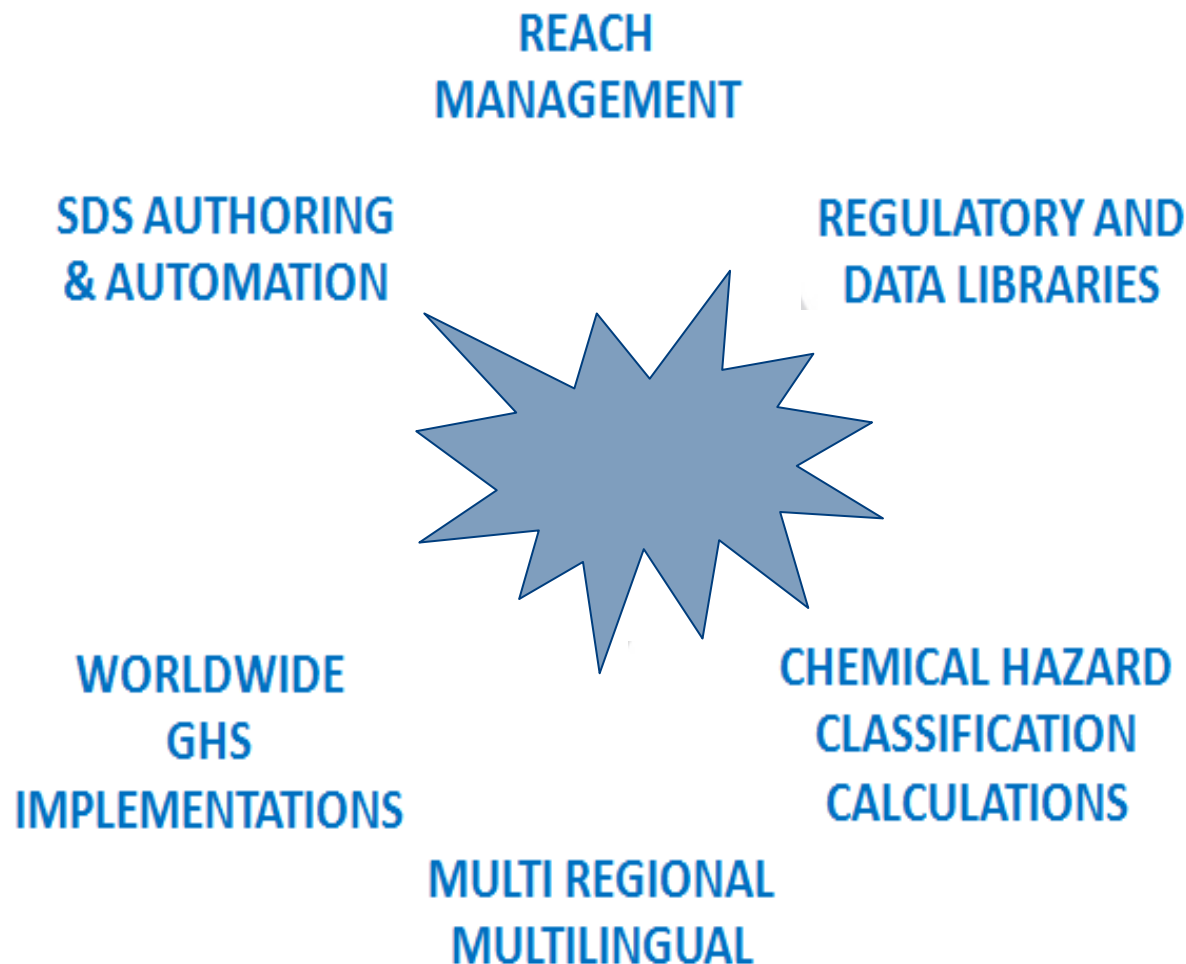 REACH
MANAGEMENT
SDS AUTHORING
& AUTOMATION
REGULATORY AND
DATA LIBRARIES
WORLDWIDE
GHS
IMPLEMENTATIONS
CHEMICAL HAZARD
CLASSIFICATION
CALCULATIONS
MULTI REGIONAL
MULTILINGUAL